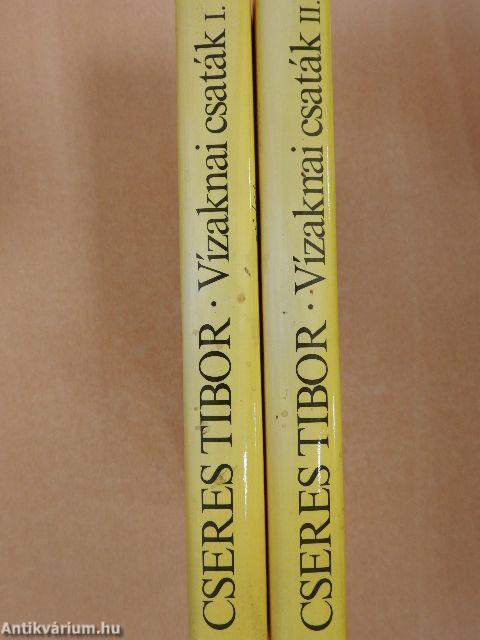 CSERES TIBOR · Vízaknai csaták I.
CSERES TIBOR · Vízaknai csaták II.
Antikvárium.hu